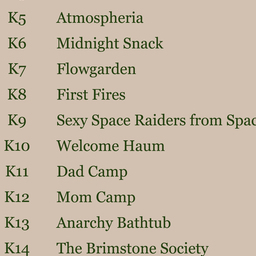 K5 Atmospheria
K6 Midnight Snack
K7 Flowgarden
K8 First Fires
K9 Sexy Space Raiders from
K10 Welcome Haum
K11 Dad Camp
K12 Mom Camp
K13 Anarchy Bathtub
K14 The Brimstone Society